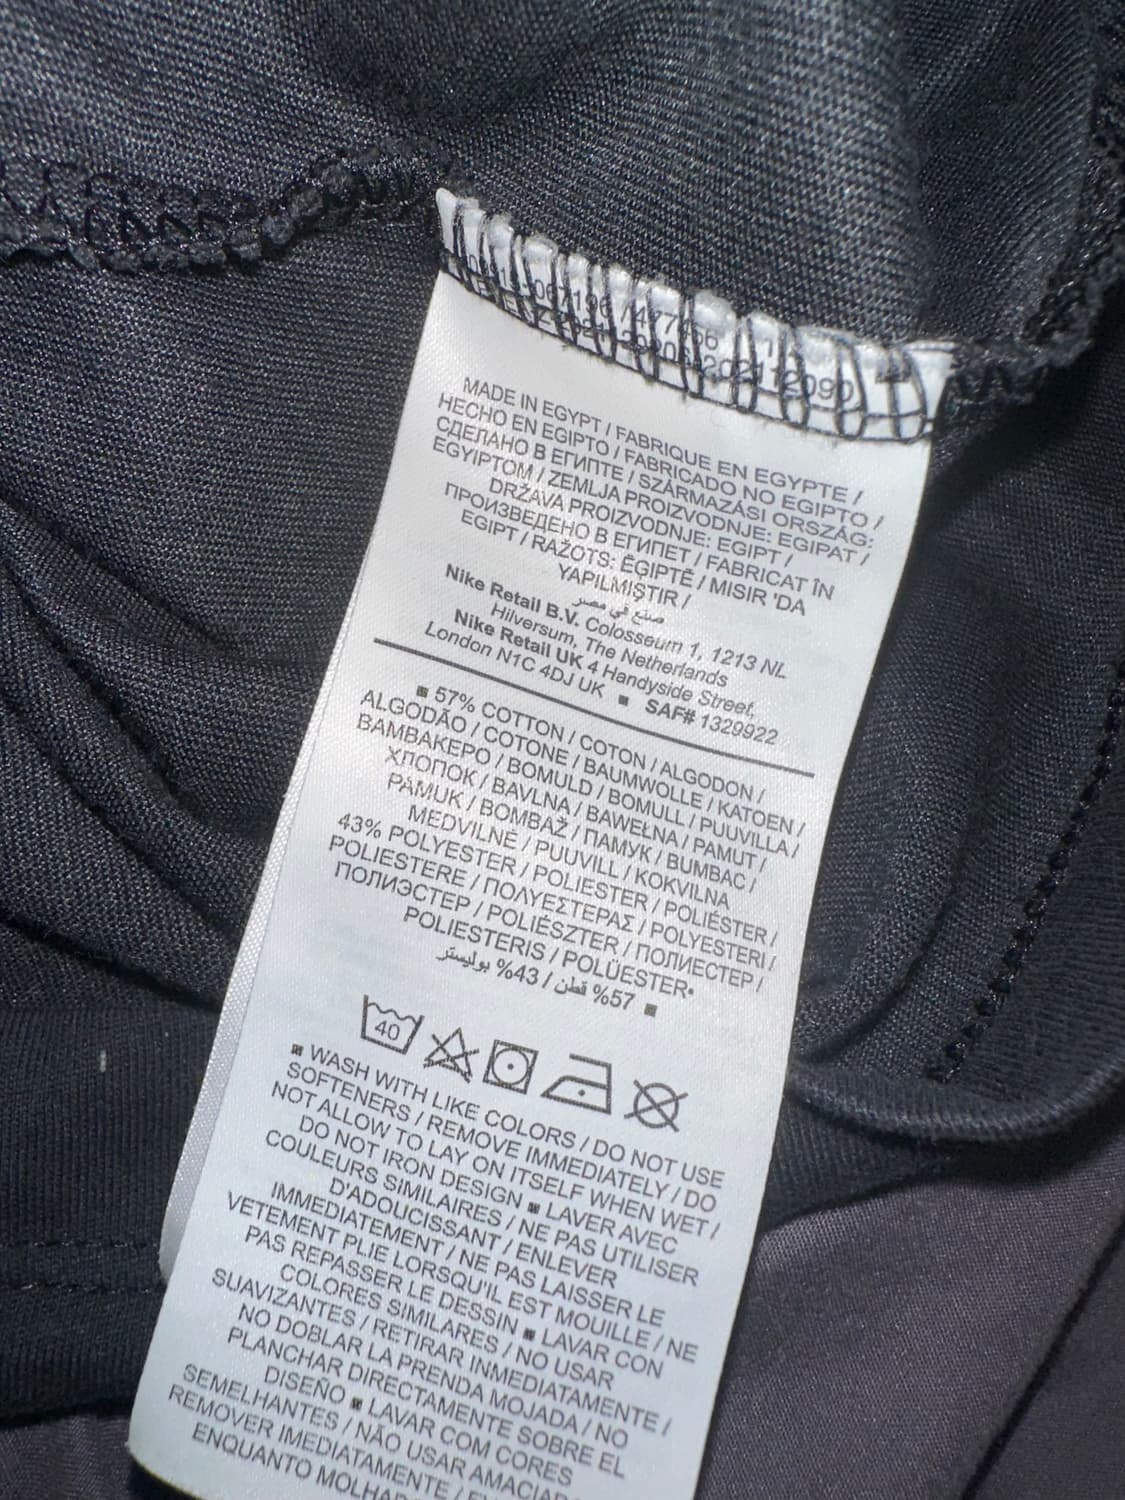 MADE IN EGYPT / FABRIQUE EN EGYPTE /
HECHO EN EGIPTO / FABRICADO NO EGIPTO /
СДЕЛАНО В ЕГИПТЕ / SZÁRMAZÁSI ORSZÁG:
EGYIPTOM / ZEMLJA PROIZVODNJE: EGIPAT /
DRŽAVA PROIZVODNJE: EGIPT /
ПРОИЗВЕДЕНО В ЕГИПЕТ / FABRICAT ÎN
EGIPT / RAŽOTS: ĒGIPTĒ / MISIR 'DA
YAPILMIŞTIR /
صنع في مصر
Nike Retail B.V. Colosseum 1, 1213 NL
Hilversum, The Netherlands
Nike Retail UK 4 Handyside Street,
London N1C 4DJ UK ■ SAF# 1329922
■ 57% COTTON / COTON / ALGODON /
ALGODÃO / COTONE / BAUMWOLLE / KATOEN /
ΒΑΜΒΑΚΕΡΟ / BOMULD / BOMULL / PUUVILLA /
ХЛОПОК / BAVLNA / BAWEŁNA / PAMUT /
PAMUK / BOMBAŽ / ПАМУК / BUMBAC /
MEDVILNĖ / PUUVILL / KOKVILNA
43% POLYESTER / POLIESTER / POLIÉSTER /
POLIESTERE / ΠΟΛΥΕΣΤΕΡΑΣ / POLYESTERI /
ПОЛИЭСТЕР / POLIÉSZTER / ПОЛИЕСТЕР /
POLIESTERIS / POLÜESTER*
■ 57% قطن / 43% بوليستر
40
■ WASH WITH LIKE COLORS / DO NOT USE
SOFTENERS / REMOVE IMMEDIATELY / DO
NOT ALLOW TO LAY ON ITSELF WHEN WET /
DO NOT IRON DESIGN ■ LAVER AVEC
COULEURS SIMILAIRES / NE PAS UTILISER
D'ADOUCISSANT / ENLEVER
IMMEDIATEMENT / NE PAS LAISSER LE
VETEMENT PLIE LORSQU'IL EST MOUILLE / NE
PAS REPASSER LE DESSIN ■ LAVAR CON
COLORES SIMILARES / NO USAR
SUAVIZANTES / RETIRAR INMEDIATAMENTE /
NO DOBLAR LA PRENDA MOJADA / NO
PLANCHAR DIRECTAMENTE SOBRE EL
DISEÑO ■ LAVAR COM CORES
SEMELHANTES / NÃO USAR AMACIADOR
REMOVER IMEDIATAMENTE /
ENQUANTO